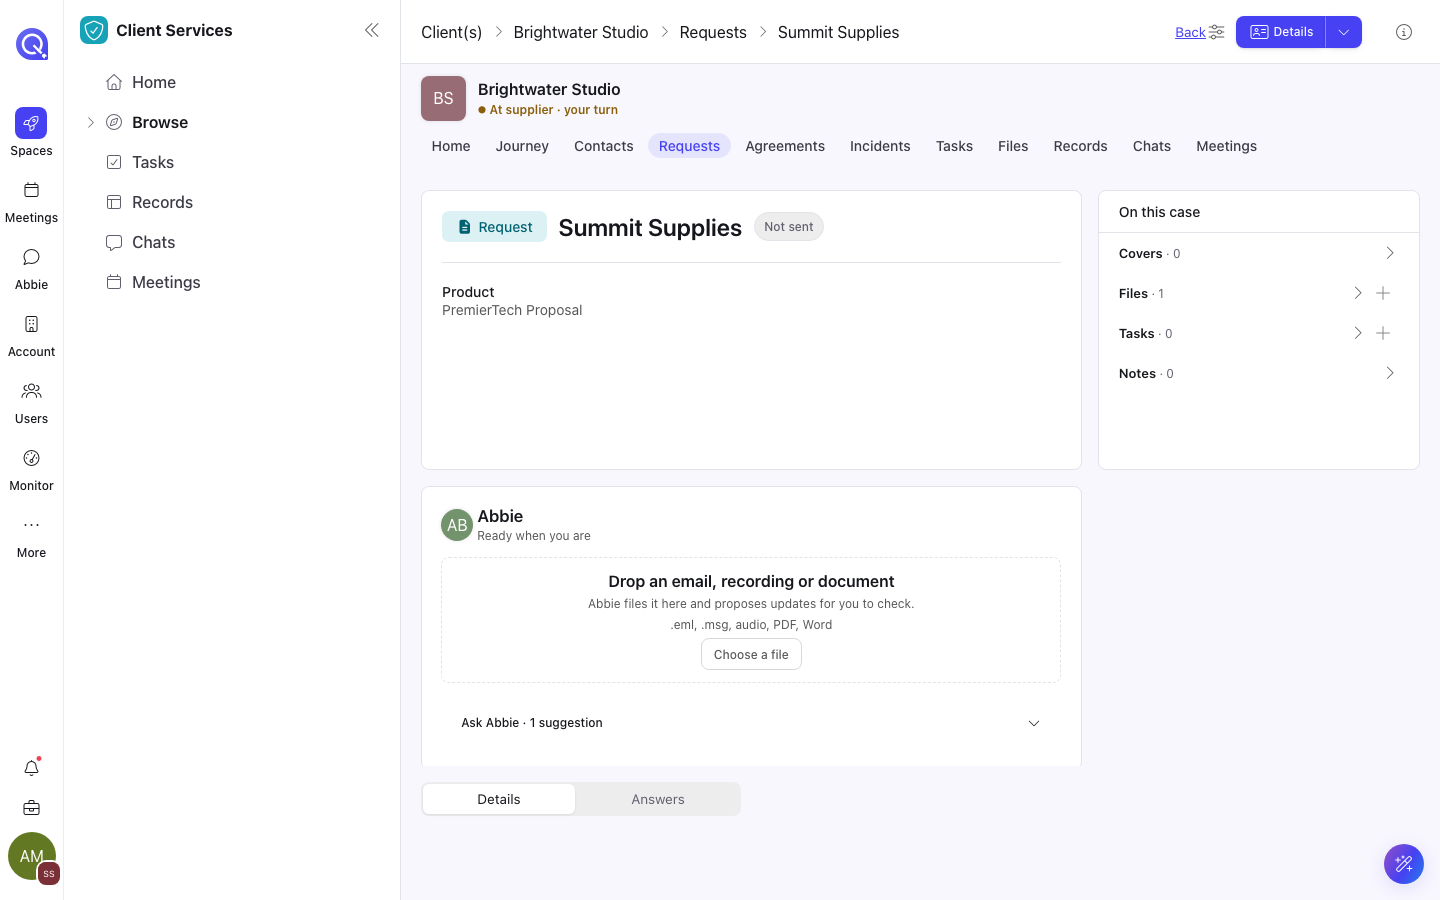 Client Services
Client(s)
Brightwater Studio
Requests
Summit Supplies
Back
Details
Spaces
Meetings
Abbie
Account
Users
Monitor
More
AM
SS
Home
Browse
Tasks
Records
Chats
Meetings
BS
Brightwater Studio
At supplier · your turn
Home
Journey
Contacts
Requests
Agreements
Incidents
Tasks
Files
Records
Chats
Meetings
Request
Summit Supplies
Not sent
Product
PremierTech Proposal
On this case
Covers · 0
Files · 1
Tasks · 0
Notes · 0
AB
Abbie
Ready when you are
Drop an email, recording or document
Abbie files it here and proposes updates for you to check.
.eml, .msg, audio, PDF, Word
Choose a file
Ask Abbie · 1 suggestion
Details
Answers